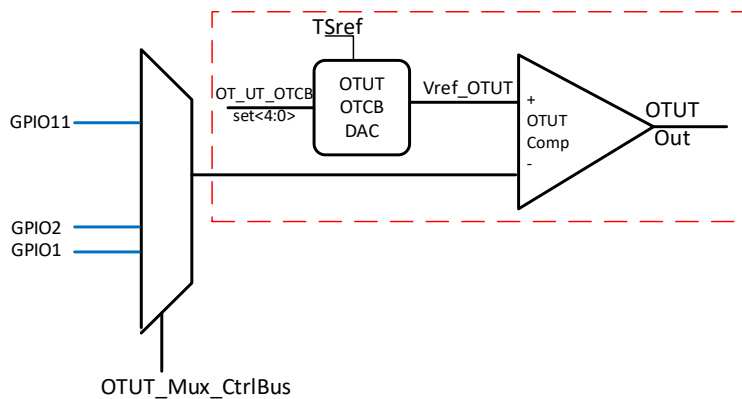 TSref
OT_UT_OTCB
set<4:0>
OTUT
OTCB
DAC
Vref_OTUT
+
OTUT
Comp
-
OTUT
Out
GPIO11
GPIO2
GPIO1
OTUT_Mux_CtrlBus